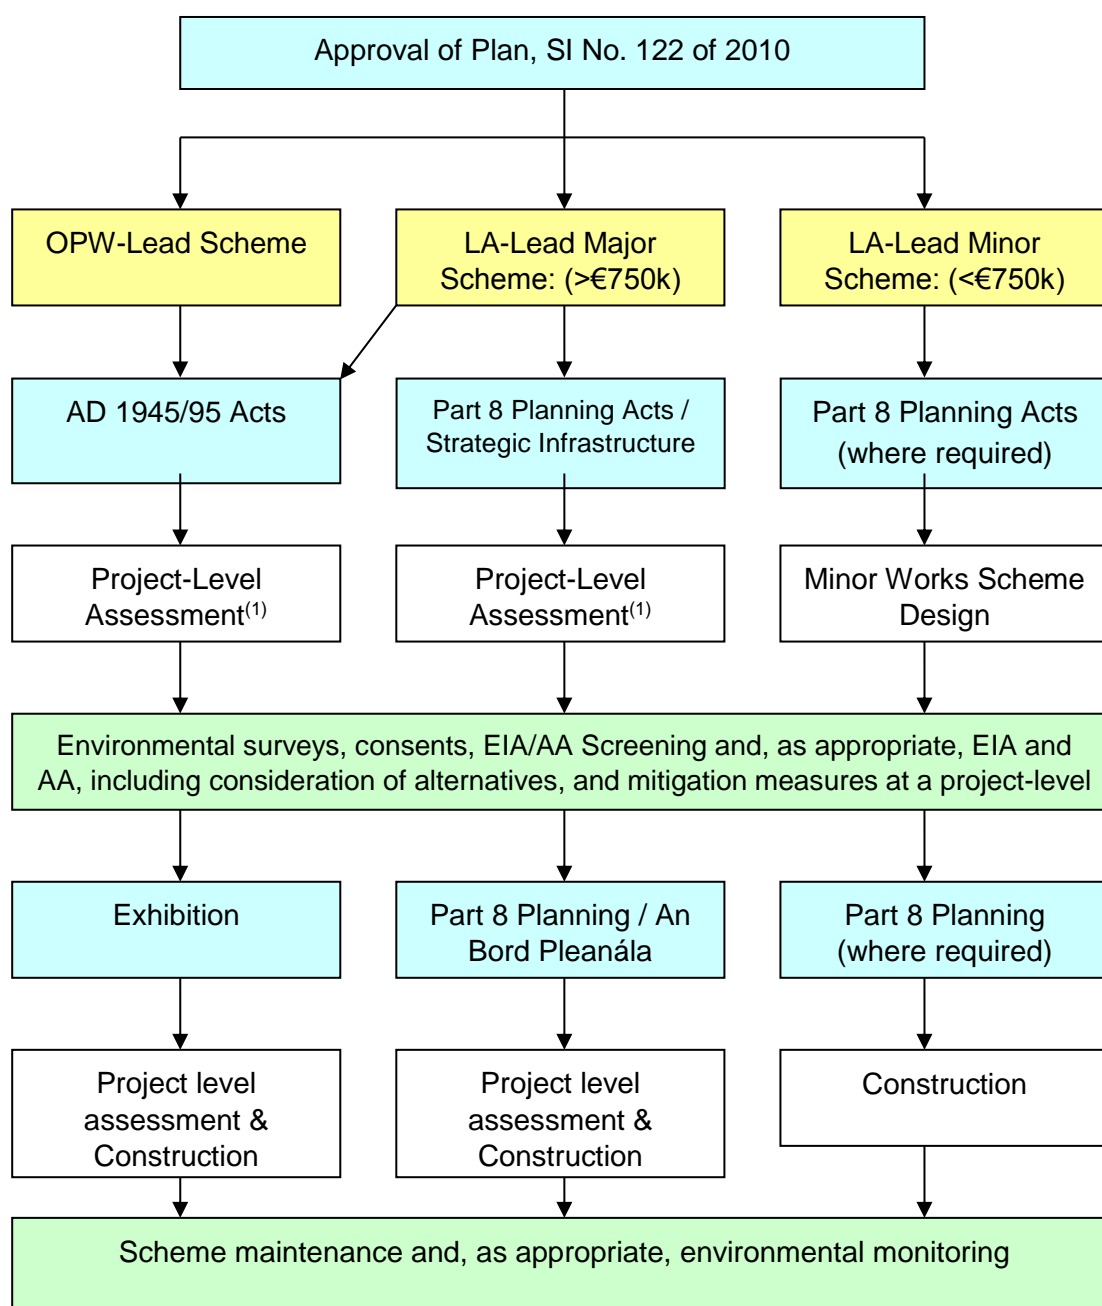 Approval of Plan, SI No. 122 of 2010
OPW-Lead Scheme
LA-Lead Major
Scheme: (>€750k)
LA-Lead Minor
Scheme: (<€750k)
AD 1945/95 Acts
Part 8 Planning Acts /
Strategic Infrastructure
Part 8 Planning Acts
(where required)
Project-Level
Assessment(1)
Project-Level
Assessment(1)
Minor Works Scheme
Design
Environmental surveys, consents, EIA/AA Screening and, as appropriate, EIA and
AA, including consideration of alternatives, and mitigation measures at a project-level
Exhibition
Part 8 Planning / An
Bord Pleanála
Part 8 Planning
(where required)
Project level
assessment &
Construction
Project level
assessment &
Construction
Construction
Scheme maintenance and, as appropriate, environmental monitoring